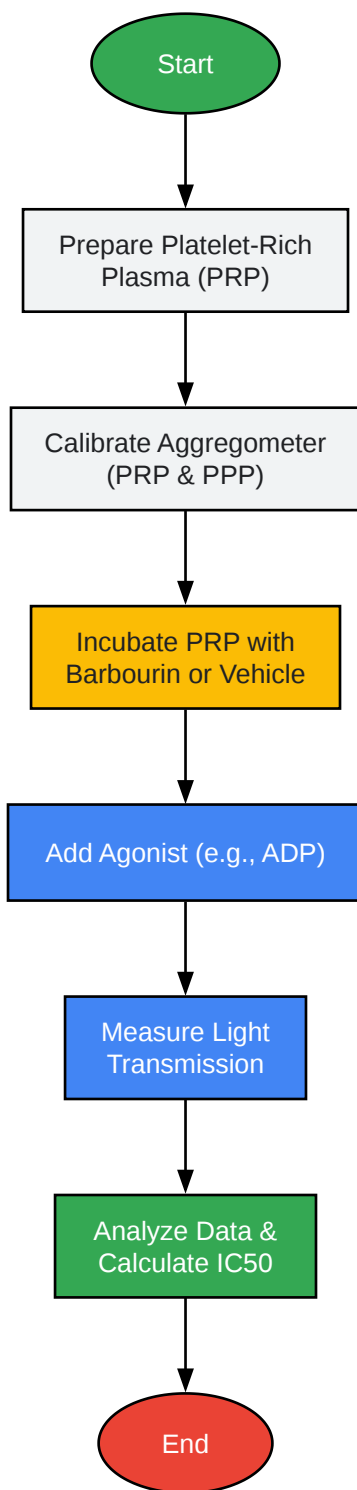 Start
Prepare Platelet-Rich
Plasma (PRP)
Calibrate Aggregometer
(PRP & PPP)
Incubate PRP with
Barbourin or Vehicle
Add Agonist (e.g., ADP)
Measure Light
Transmission
Analyze Data &
Calculate IC50
End